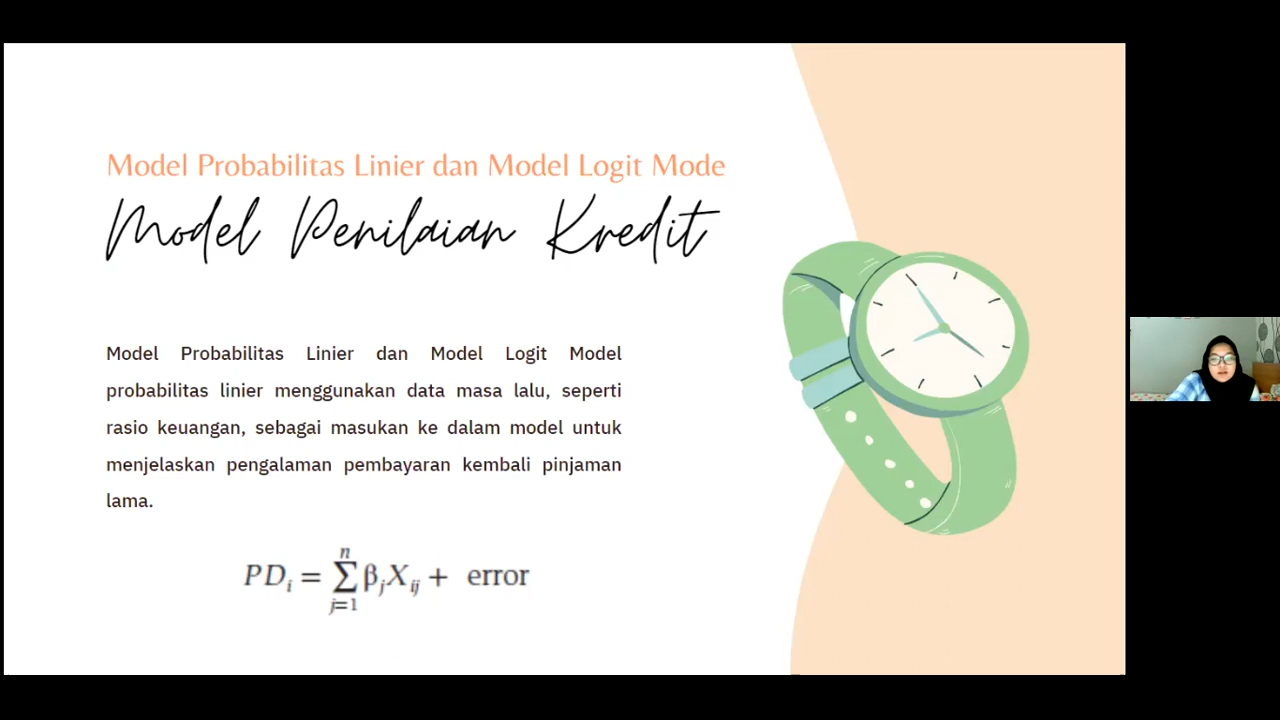 Model Probabilitas Linier dan Model Logit Mode
Model Penilaian Kredit
Model Probabilitas Linier dan Model Logit Model
probabilitas linier menggunakan data masa lalu, seperti
rasio keuangan, sebagai masukan ke dalam model untuk
menjelaskan pengalaman pembayaran kembali pinjaman
lama.
PD_i = \sum_{j=1}^{n} β_j X_{ij} + error